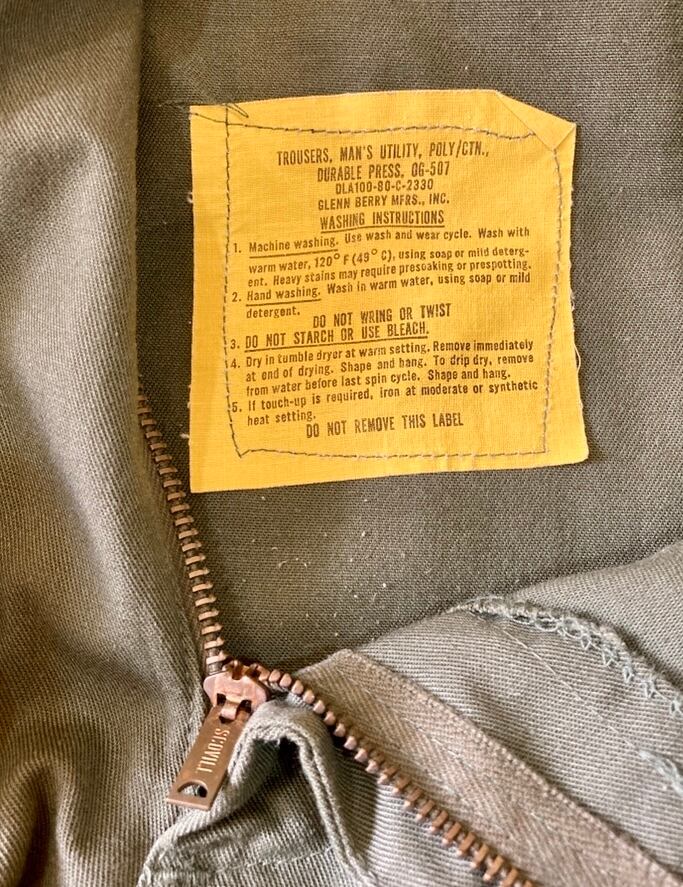 TROUSERS, MAN'S UTILITY, POLY/CTN.,
DURABLE PRESS, OG-507
DLA100-80-C-2330
GLENN BERRY MFRS., INC.
WASHING INSTRUCTIONS
1. Machine washing. Use wash and wear cycle. Wash with
warm water, 120° F (49° C), using soap or mild deterg-
ent. Heavy stains may require presoaking or prespotting.
2. Hand washing. Wash in warm water, using soap or mild
detergent.
DO NOT WRING OR TWIST
3. DO NOT STARCH OR USE BLEACH.
4. Dry in tumble dryer at warm setting. Remove immediately
at end of drying. Shape and hang. To drip dry, remove
from water before last spin cycle. Shape and hang.
5. If touch-up is required, iron at moderate or synthetic
heat setting.
DO NOT REMOVE THIS LABEL
SCOVILL